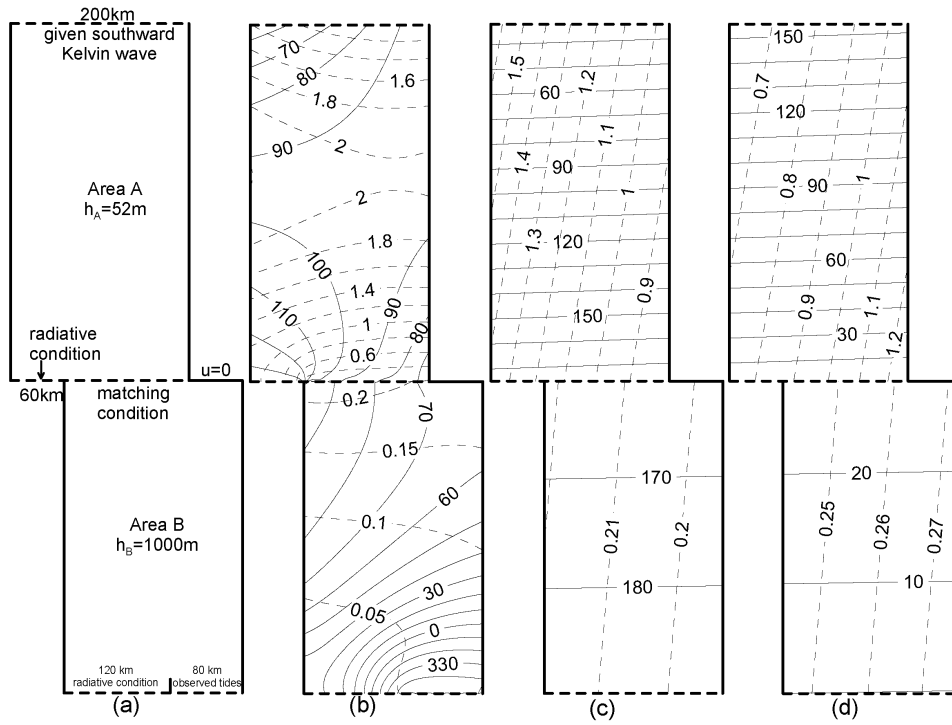 200km
given southward
Kelvin wave
Area A
h_A=52m
radiative
condition
u=0
60km
matching
condition
Area B
h_B=1000m
120 km
radiative condition
80 km
observed tides
(a)
70
80
1.6
1.8
90
2
2
1.8
100
1.4
90
110
1
80
0.6
0.2
70
0.15
60
0.1
30
0.05
0
330
(b)
1.5
1.2
60
1.1
1.4
90
1
1.3
120
0.9
150
170
0.21
0.2
180
(c)
150
0.7
120
0.8
90
1
60
0.9
1.1
30
1.2
20
0.25
0.26
0.27
10
(d)